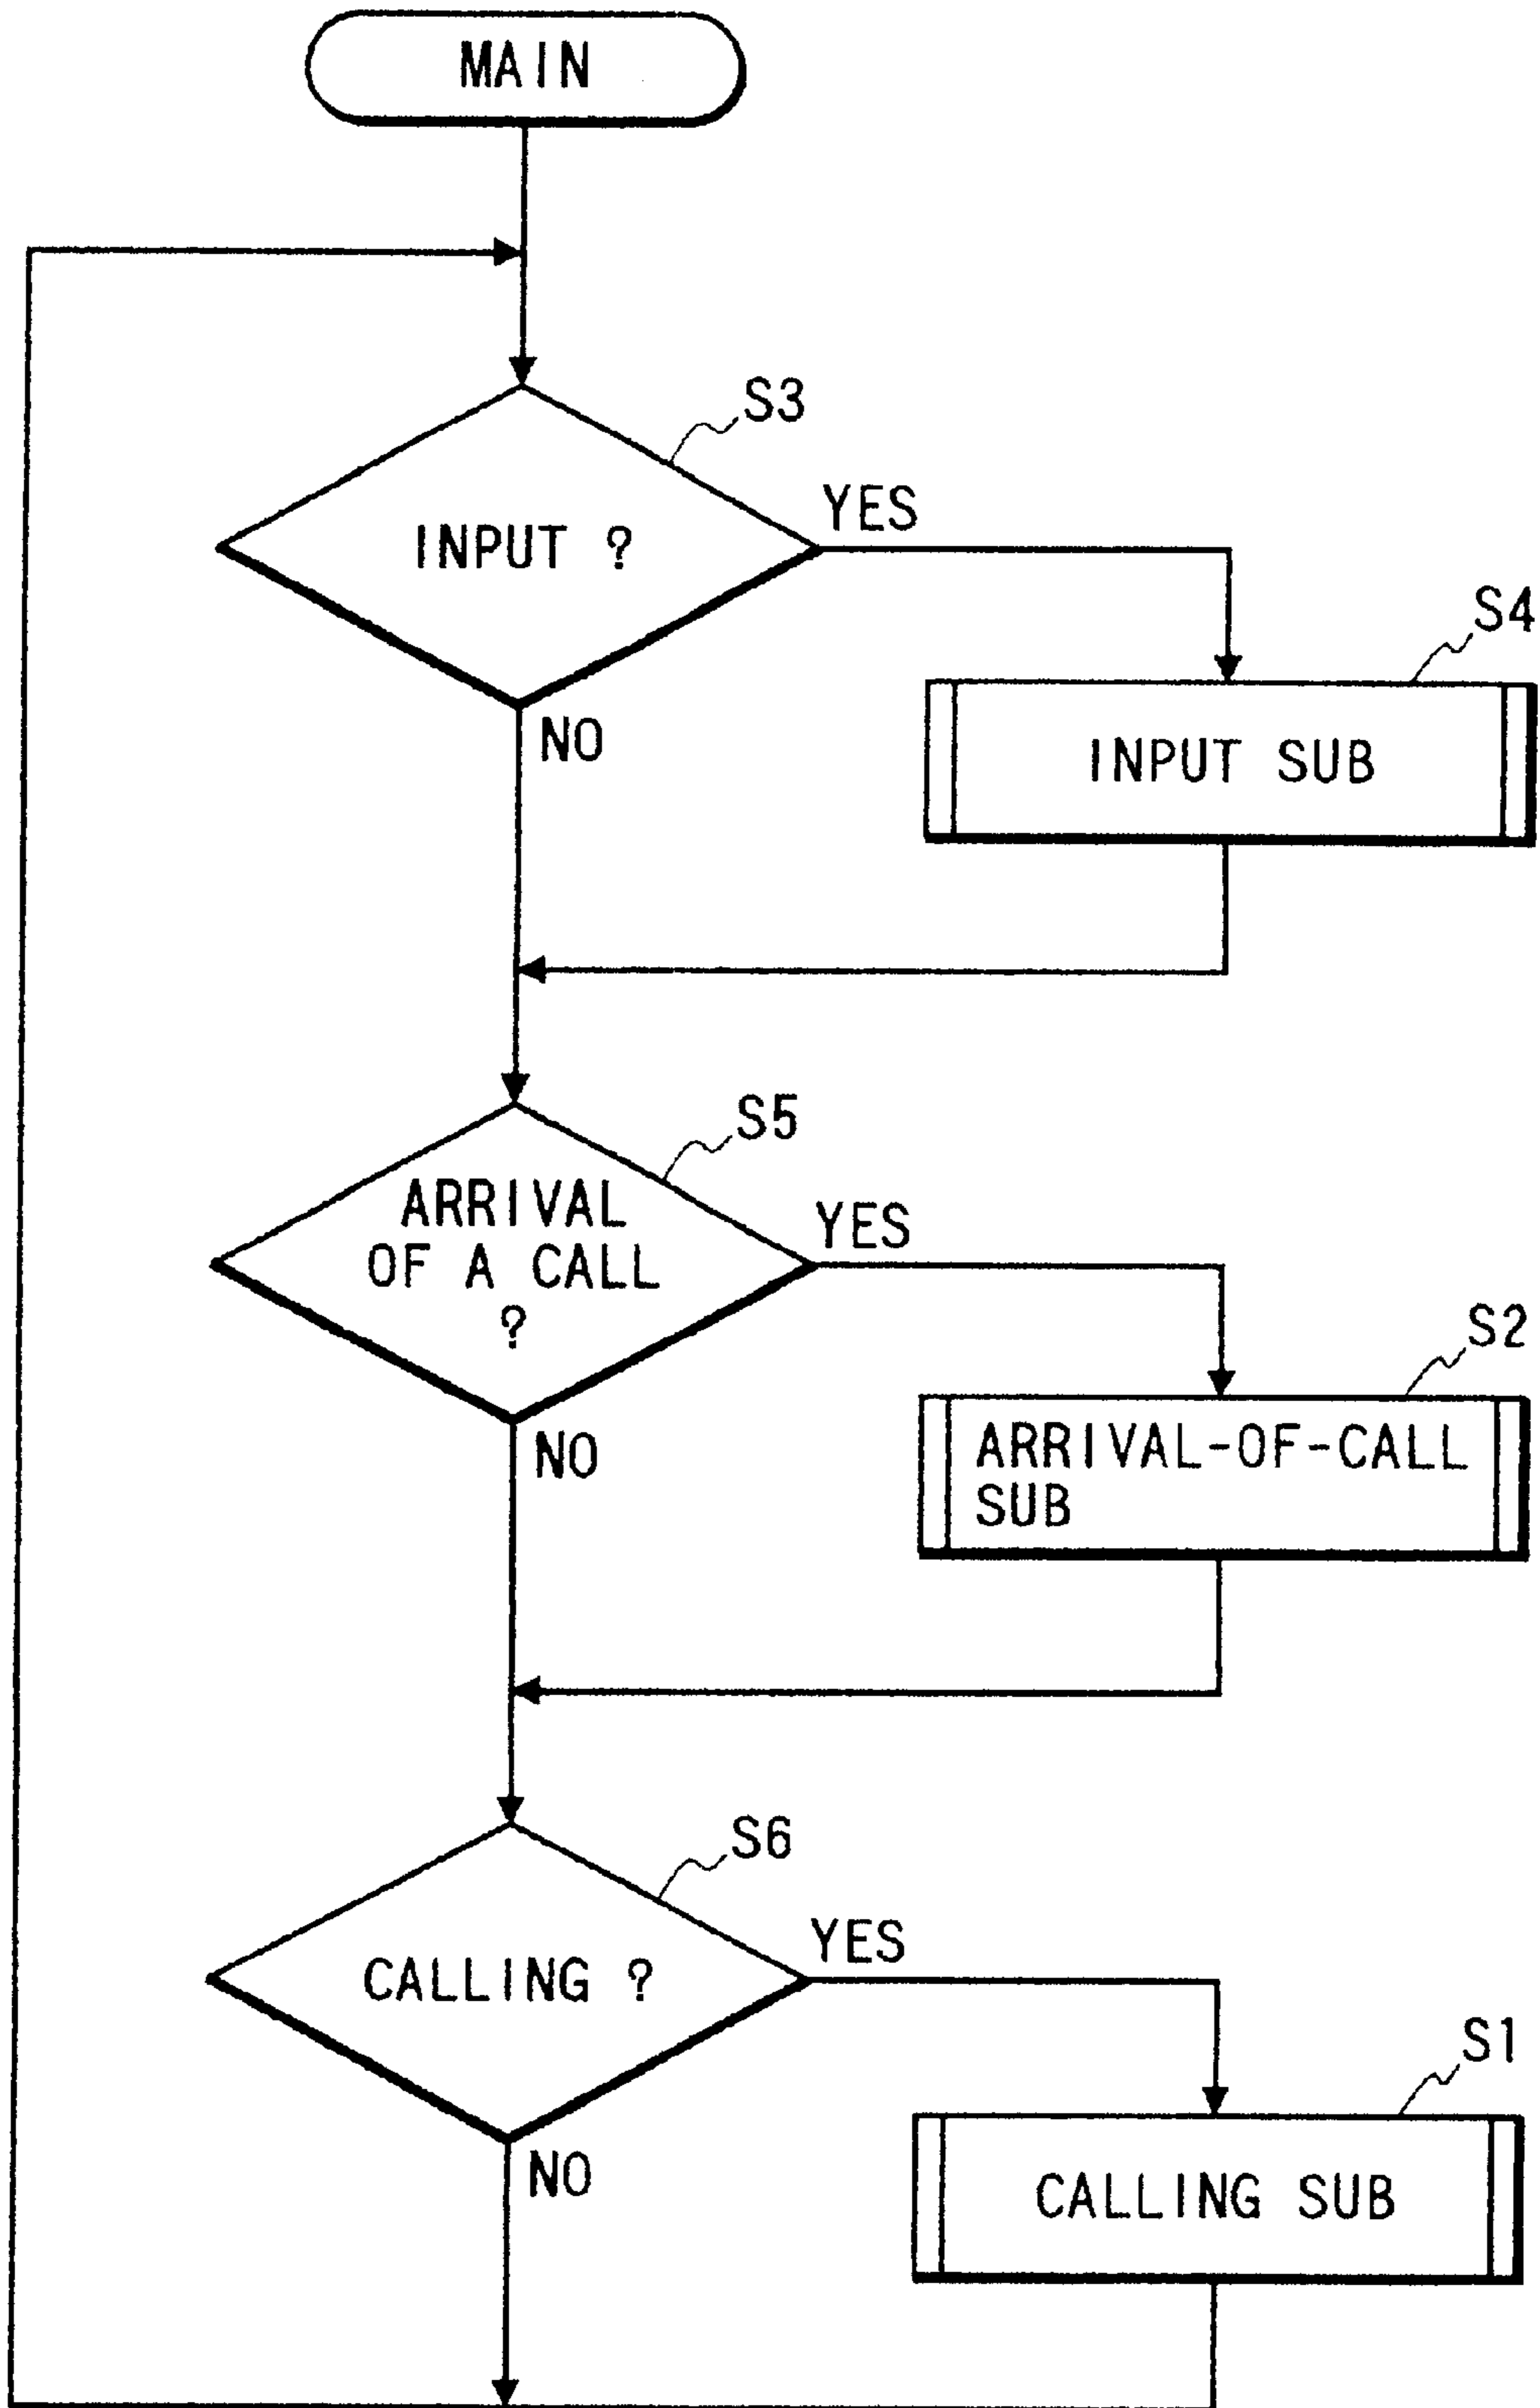 MAIN
S3
INPUT ?
YES
S4
INPUT SUB
NO
S5
ARRIVAL
OF A CALL
?
YES
S2
ARRIVAL-OF-CALL
SUB
NO
S6
CALLING ?
YES
S1
CALLING SUB
NO